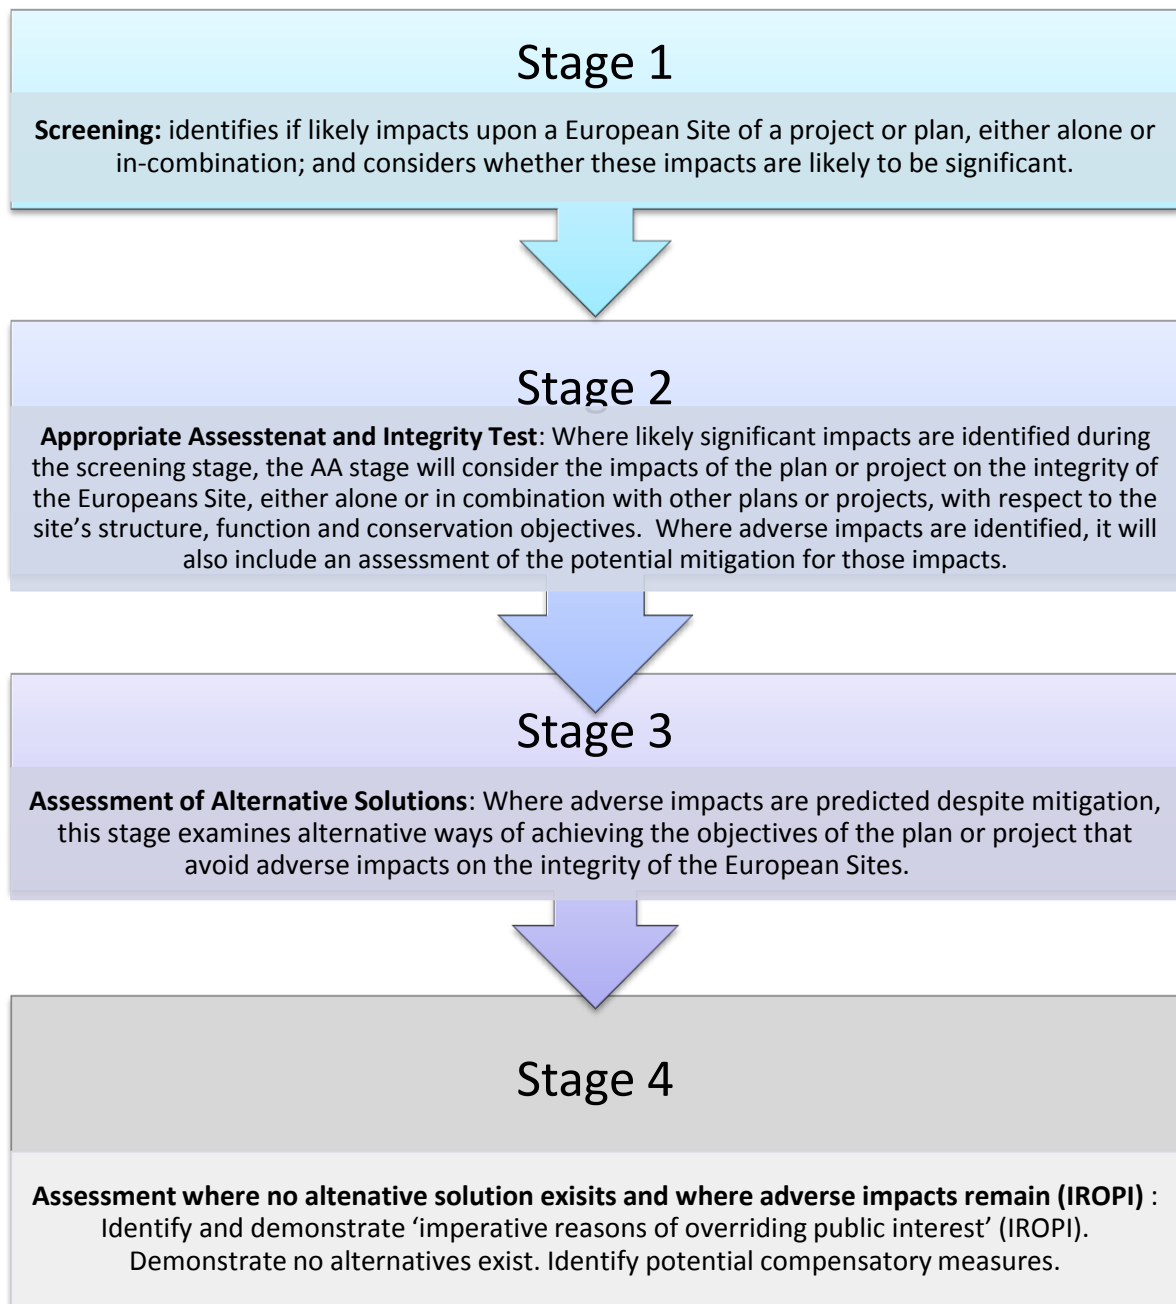 Stage 1
Screening: identifies if likely impacts upon a European Site of a project or plan, either alone or
in-combination; and considers whether these impacts are likely to be significant.
Stage 2
Appropriate Assesstenat and Integrity Test: Where likely significant impacts are identified during
the screening stage, the AA stage will consider the impacts of the plan or project on the integrity of
the Europeans Site, either alone or in combination with other plans or projects, with respect to the
site’s structure, function and conservation objectives.  Where adverse impacts are identified, it will
also include an assessment of the potential mitigation for those impacts.
Stage 3
Assessment of Alternative Solutions: Where adverse impacts are predicted despite mitigation,
this stage examines alternative ways of achieving the objectives of the plan or project that
avoid adverse impacts on the integrity of the European Sites.
Stage 4
Assessment where no altenative solution exisits and where adverse impacts remain (IROPI) :
Identify and demonstrate ‘imperative reasons of overriding public interest’ (IROPI).
Demonstrate no alternatives exist. Identify potential compensatory measures.